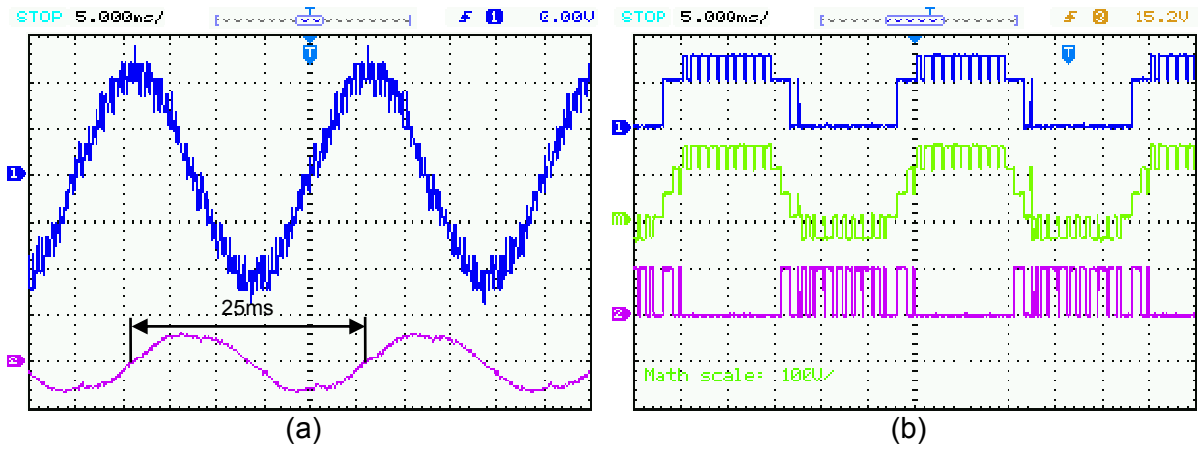 STOP 5.000ms/ T ƒ 1 0.00V
T
1
25ms
2
(a)
STOP 5.000ms/ T ƒ 2 15.2V
T
1
m
2
Math scale: 100V/
(b)